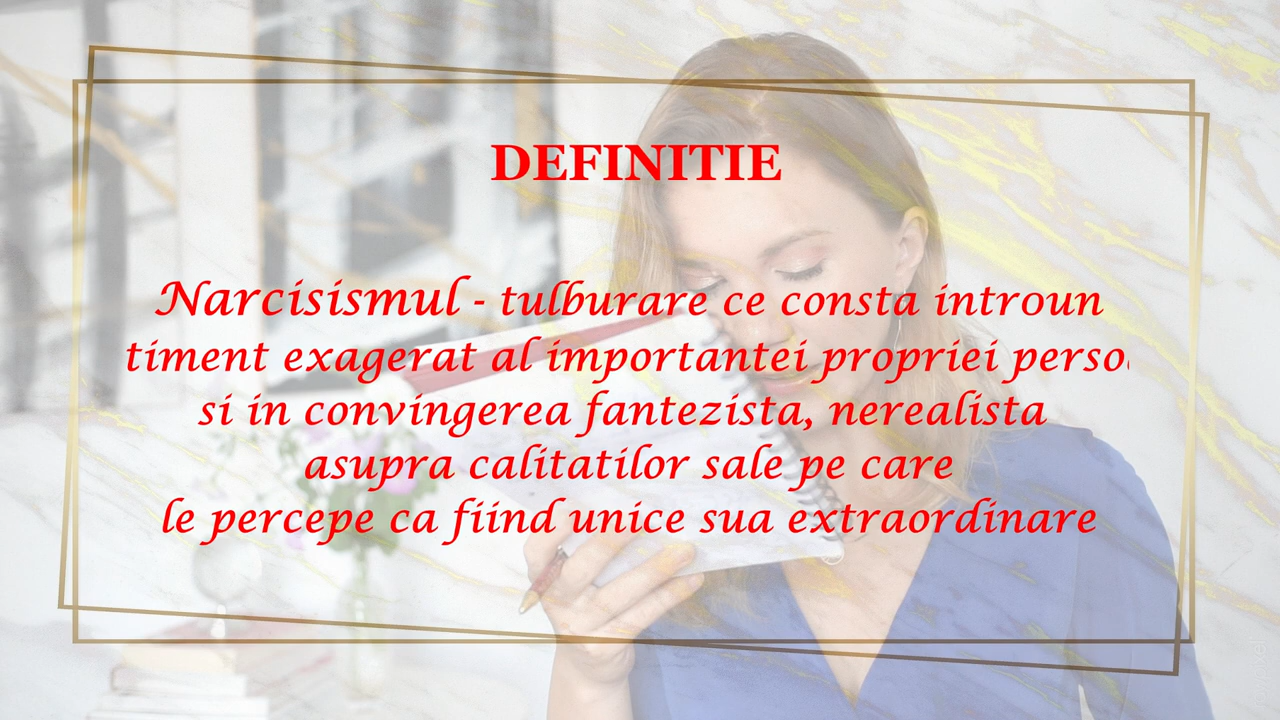 DEFINITIE
Narcisismul - tulburare ce consta introun
timent exagerat al importantei propriei perso
si in convingerea fantezista, nerealista
asupra calitatilor sale pe care
le percepe ca fiind unice sua extraordinare